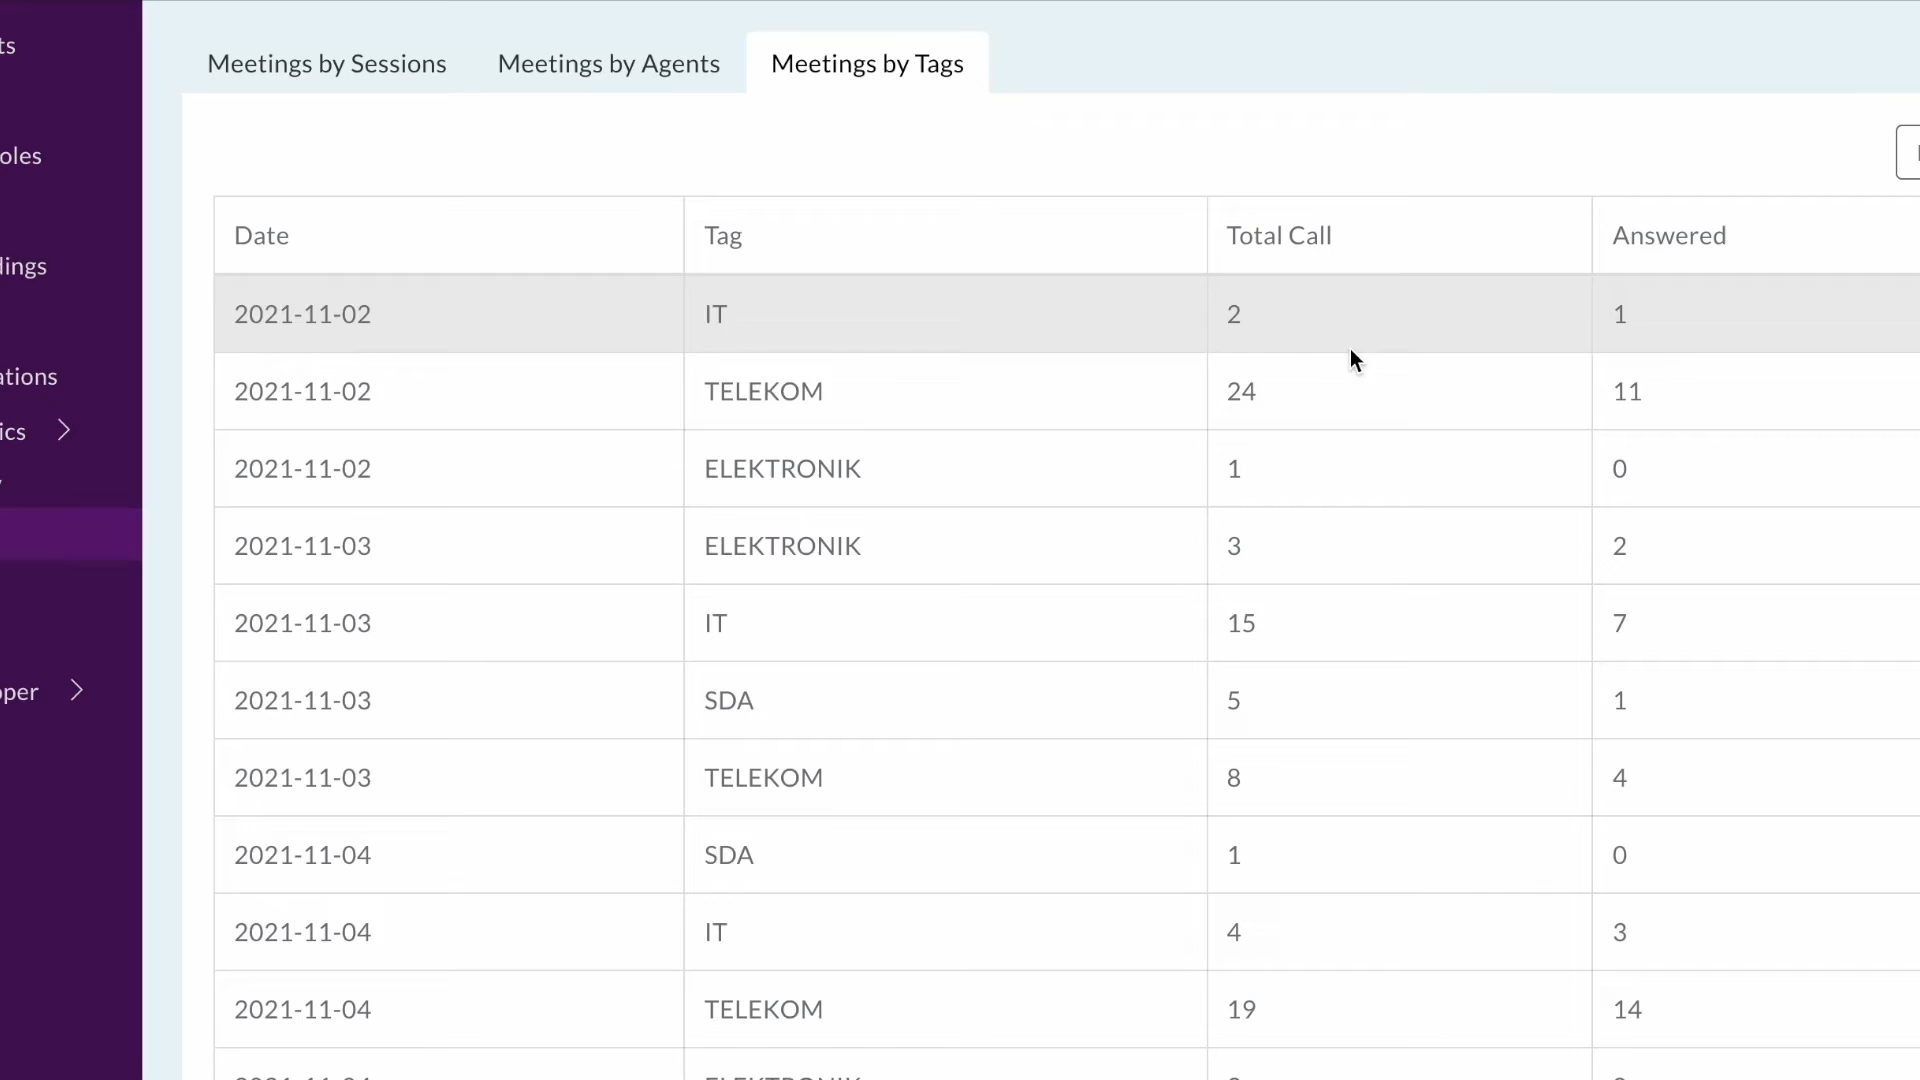 Meetings by Sessions Meetings by Agents Meetings by Tags
Date Tag Total Call Answered
2021-11-02 IT 2 1
2021-11-02 TELEKOM 24 11
2021-11-02 ELEKTRONIK 1 0
2021-11-03 ELEKTRONIK 3 2
2021-11-03 IT 15 7
2021-11-03 SDA 5 1
2021-11-03 TELEKOM 8 4
2021-11-04 SDA 1 0
2021-11-04 IT 4 3
2021-11-04 TELEKOM 19 14
ts
oles
dings
ations
ics
oper